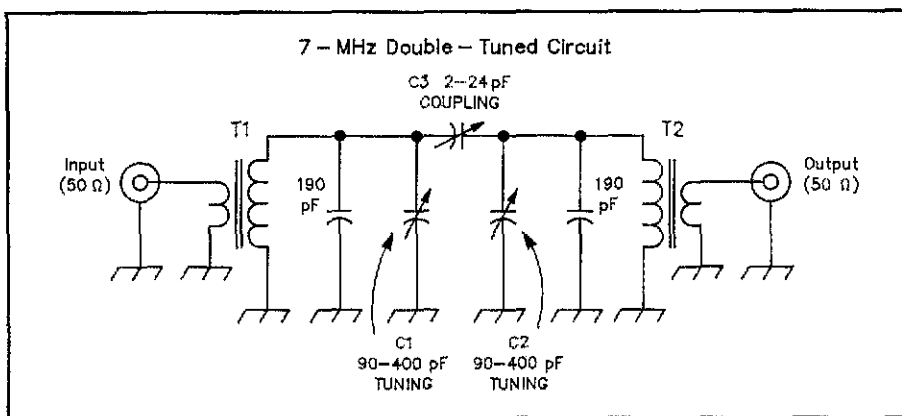 7-MHz Double-Tuned Circuit
C3 2-24 pF
COUPLING
T1
T2
Input
(50 Ω)
190
pF
190
pF
Output
(50 Ω)
C1
90-400 pF
TUNING
C2
90-400 pF
TUNING